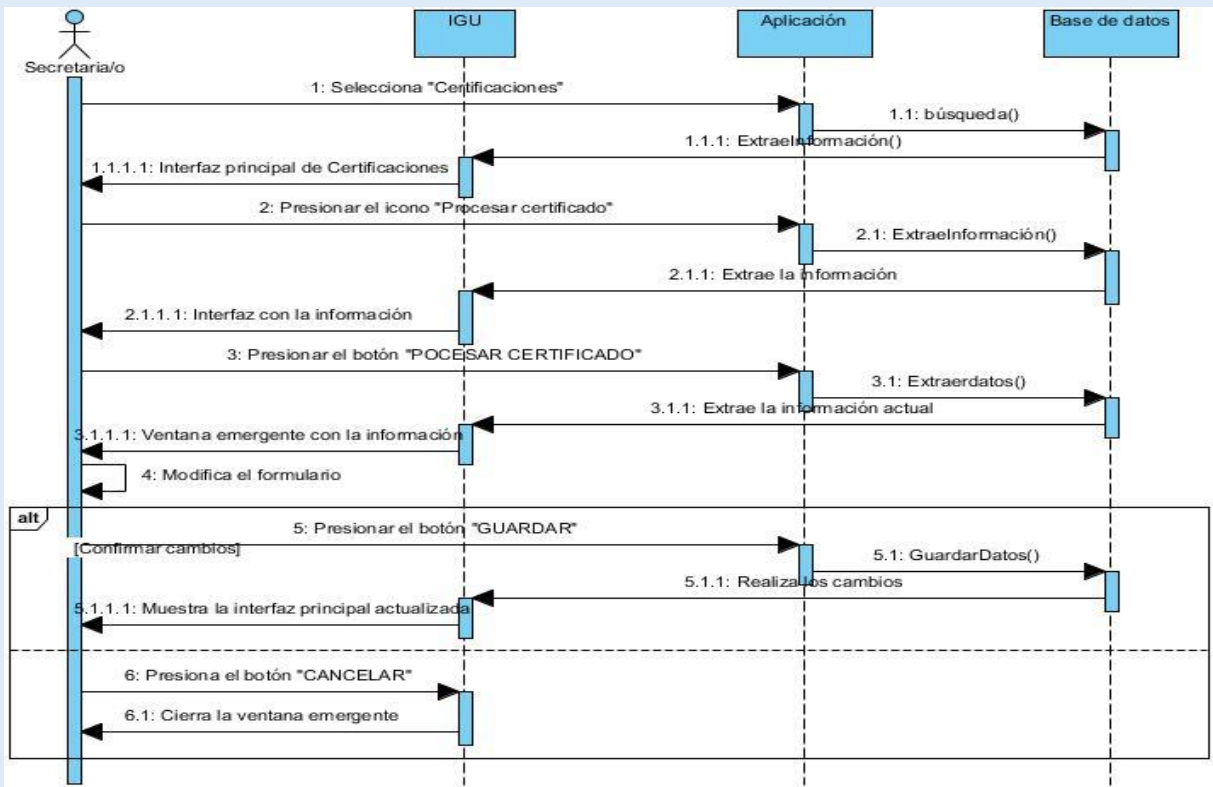 IGU
Aplicación
Base de datos
Secretaria/o
1: Selecciona "Certificaciones"
1.1: búsqueda()
1.1.1: ExtraeInformación()
1.1.1.1: Interfaz principal de Certificaciones
2: Presionar el icono "Procesar certificado"
2.1: ExtraeInformación()
2.1.1: Extrae la información
2.1.1.1: Interfaz con la información
3: Presionar el botón "POCESAR CERTIFICADO"
3.1: Extraerdatos()
3.1.1: Extrae la información actual
3.1.1.1: Ventana emergente con la información
4: Modifica el formulario
alt
5: Presionar el botón "GUARDAR"
[Confirmar cambios]
5.1: GuardarDatos()
5.1.1: Realiza los cambios
5.1.1.1: Muestra la interfaz principal actualizada
6: Presiona el botón "CANCELAR"
6.1: Cierra la ventana emergente